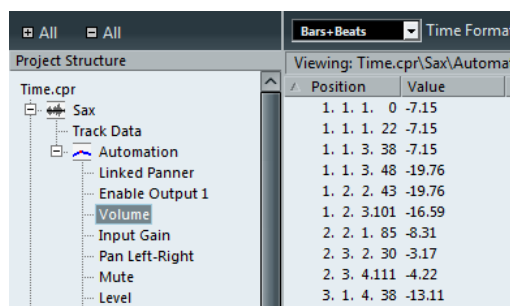 All All
Bars+Beats Time Forma
Project Structure
Viewing: Time.cpr\Sax\Automa
Time.cpr
Sax
Track Data
Automation
Linked Panner
Enable Output 1
Volume
Input Gain
Pan Left-Right
Mute
Level
Position Value
1. 1. 1. 0 -7.15
1. 1. 1. 22 -7.15
1. 1. 3. 38 -7.15
1. 1. 3. 48 -19.76
1. 2. 2. 43 -19.76
1. 2. 3.101 -16.59
2. 2. 1. 85 -8.31
2. 3. 2. 30 -3.17
2. 3. 4.111 -4.22
3. 1. 4. 38 -13.11